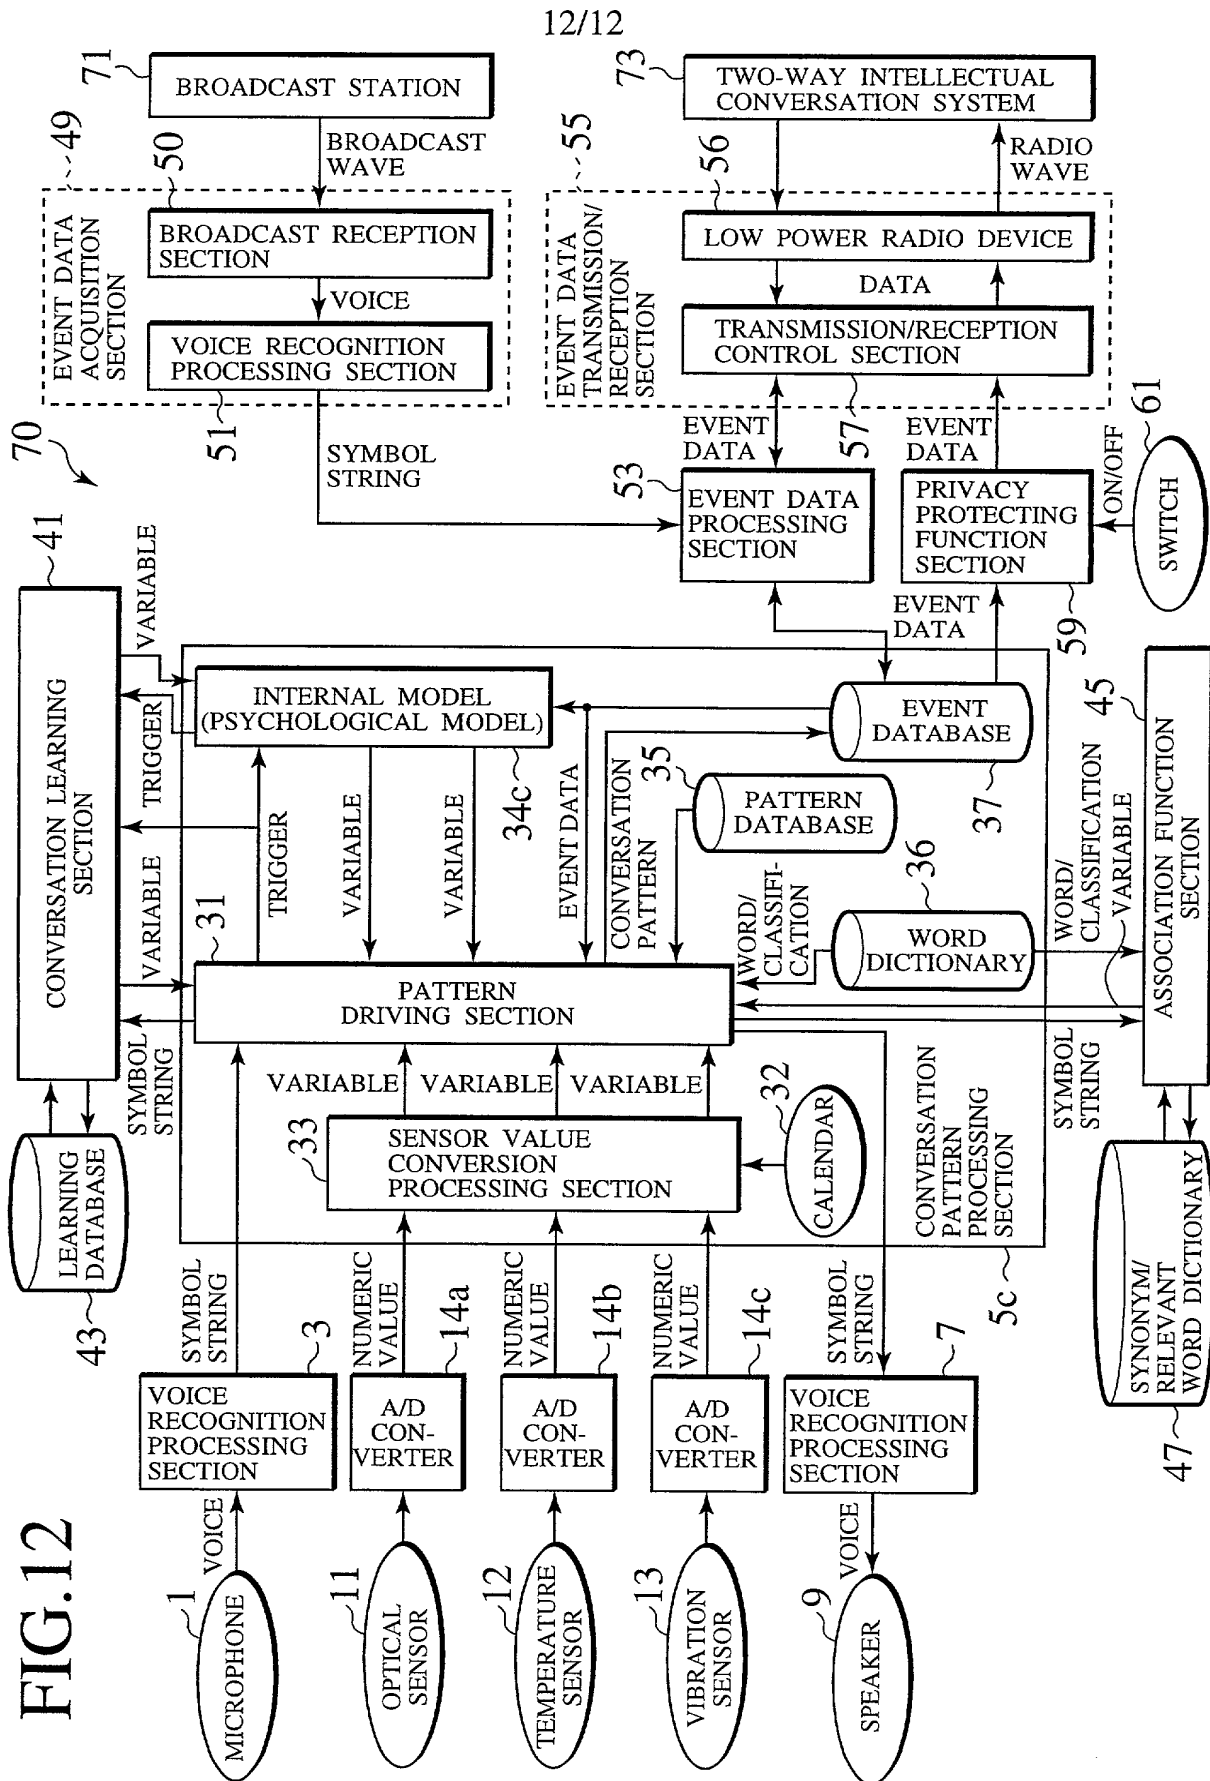 12/12
FIG.12
71
BROADCAST STATION
BROADCAST
WAVE
49
EVENT DATA
ACQUISITION
SECTION
50
BROADCAST RECEPTION
SECTION
VOICE
VOICE RECOGNITION
PROCESSING SECTION
51
SYMBOL
STRING
73
TWO-WAY INTELLECTUAL
CONVERSATION SYSTEM
RADIO
WAVE
55
EVENT DATA
TRANSMISSION/
RECEPTION
SECTION
56
LOW POWER RADIO DEVICE
DATA
TRANSMISSION/RECEPTION
CONTROL SECTION
57
EVENT
DATA
EVENT
DATA
53
EVENT DATA
PROCESSING
SECTION
PRIVACY
PROTECTING
FUNCTION
SECTION
59
ON/OFF
61
SWITCH
EVENT
DATA
70
41
CONVERSATION LEARNING
SECTION
VARIABLE
TRIGGER
VARIABLE
SYMBOL
STRING
LEARNING
DATABASE
43
INTERNAL MODEL
(PSYCHOLOGICAL MODEL)
34c
TRIGGER
VARIABLE
VARIABLE
EVENT DATA
CONVERSATION
PATTERN
EVENT
DATABASE
37
35
PATTERN
DATABASE
36
WORD
DICTIONARY
WORD/
CLASSIFI-
CATION
31
PATTERN
DRIVING SECTION
VARIABLE
VARIABLE
VARIABLE
33
SENSOR VALUE
CONVERSION
PROCESSING SECTION
32
CALENDAR
CONVERSATION
PATTERN
PROCESSING
SECTION
5c
45
ASSOCIATION FUNCTION
SECTION
WORD/
CLASSIFICATION
VARIABLE
SYMBOL
STRING
SYNONYM/
RELEVANT
WORD DICTIONARY
47
SYMBOL
STRING
NUMERIC
VALUE
NUMERIC
VALUE
NUMERIC
VALUE
SYMBOL
STRING
3
VOICE
RECOGNITION
PROCESSING
SECTION
14a
A/D
CON-
VERTER
14b
A/D
CON-
VERTER
14c
A/D
CON-
VERTER
7
VOICE
RECOGNITION
PROCESSING
SECTION
VOICE
VOICE
1
MICROPHONE
11
OPTICAL
SENSOR
12
TEMPERATURE
SENSOR
13
VIBRATION
SENSOR
9
SPEAKER